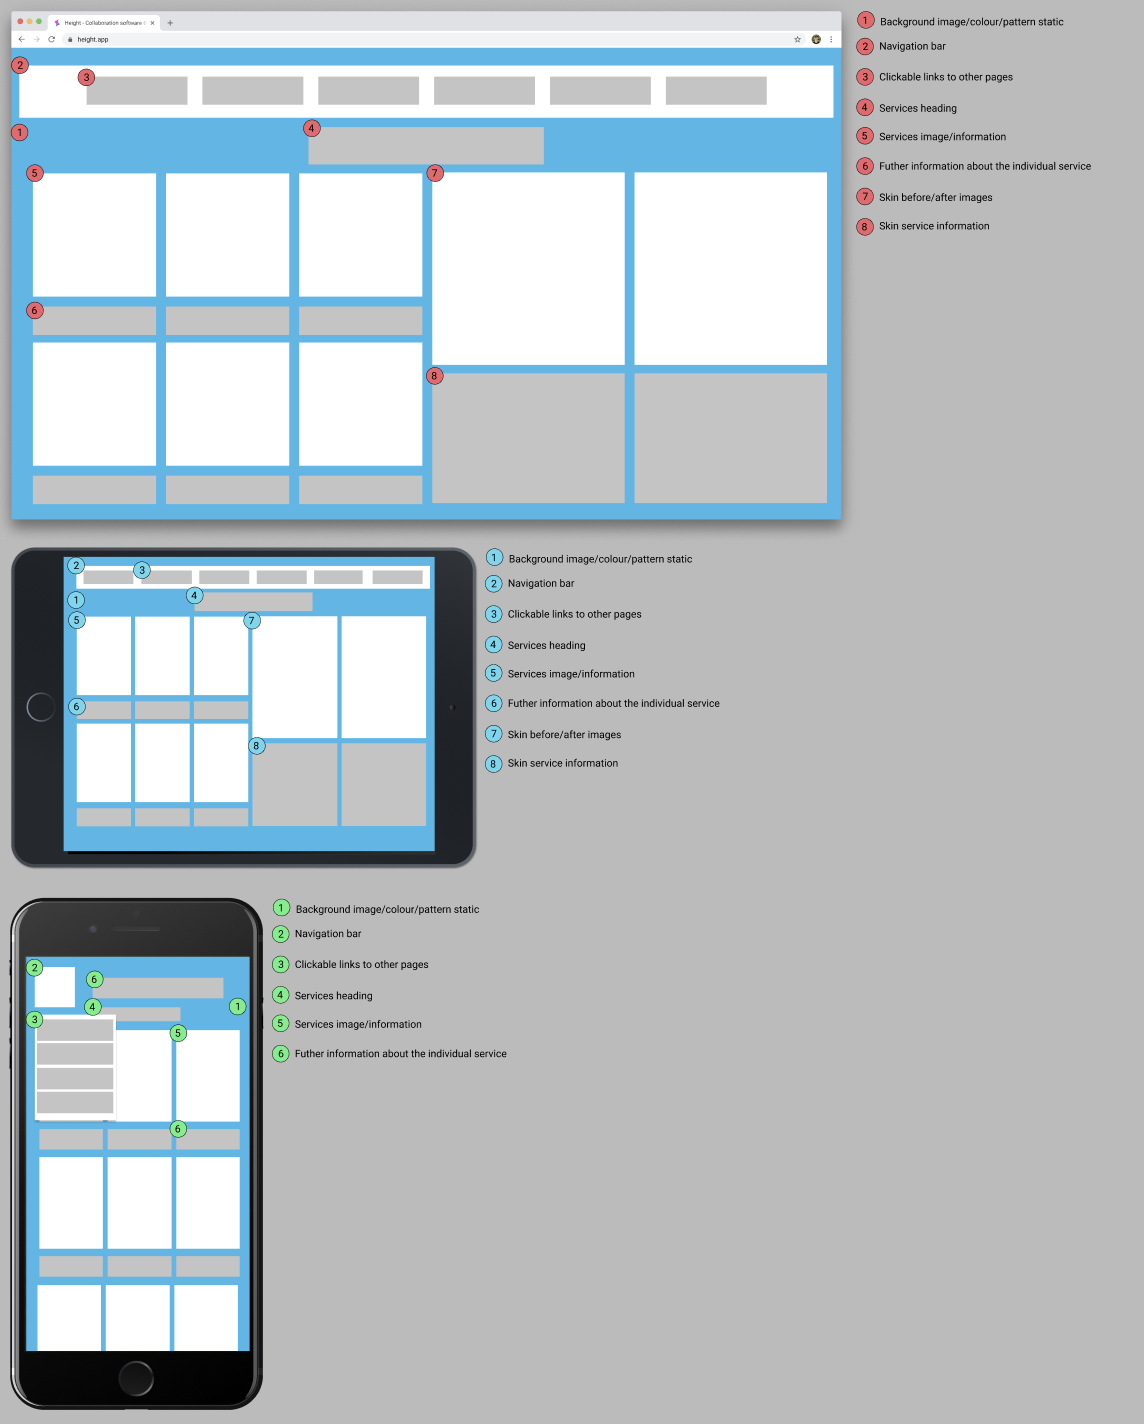 Height - Collaboration software
height.app
1 Background image/colour/pattern static
2 Navigation bar
3 Clickable links to other pages
4 Services heading
5 Services image/information
6 Futher information about the individual service
7 Skin before/after images
8 Skin service information
2
3
1
4
5
7
6
8
1 Background image/colour/pattern static
2 Navigation bar
3 Clickable links to other pages
4 Services heading
5 Services image/information
6 Futher information about the individual service
7 Skin before/after images
8 Skin service information
2
3
1
4
5
7
6
8
1 Background image/colour/pattern static
2 Navigation bar
3 Clickable links to other pages
4 Services heading
5 Services image/information
6 Futher information about the individual service
2
6
4
1
3
5
6